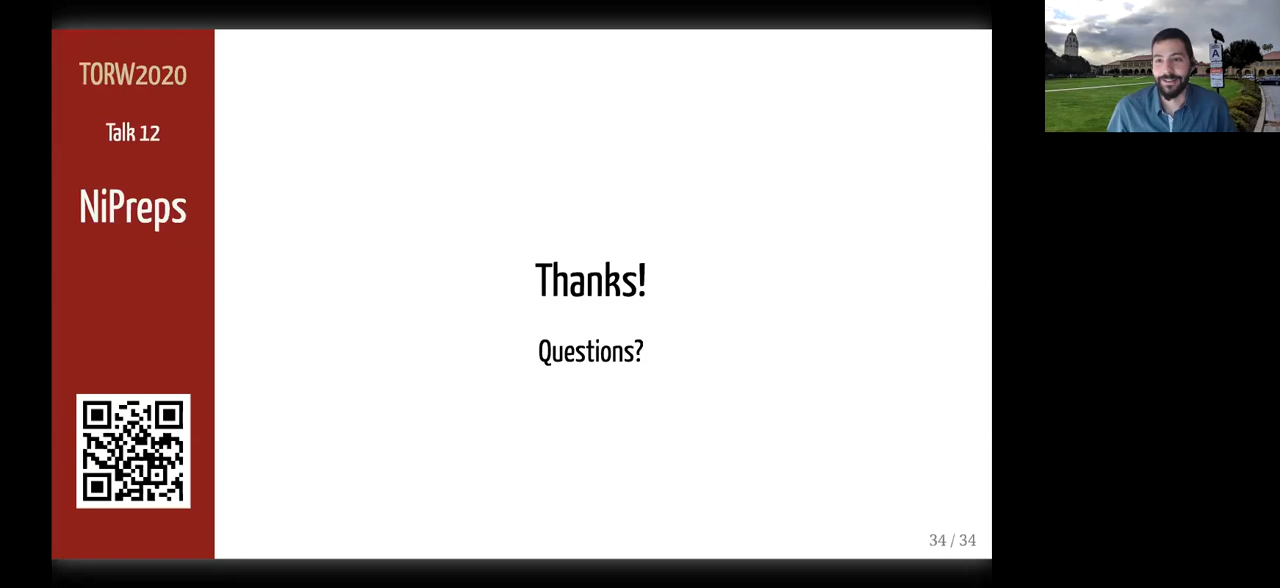 TORW2020
Talk 12
NiPreps
Thanks!
Questions?
34 / 34
A